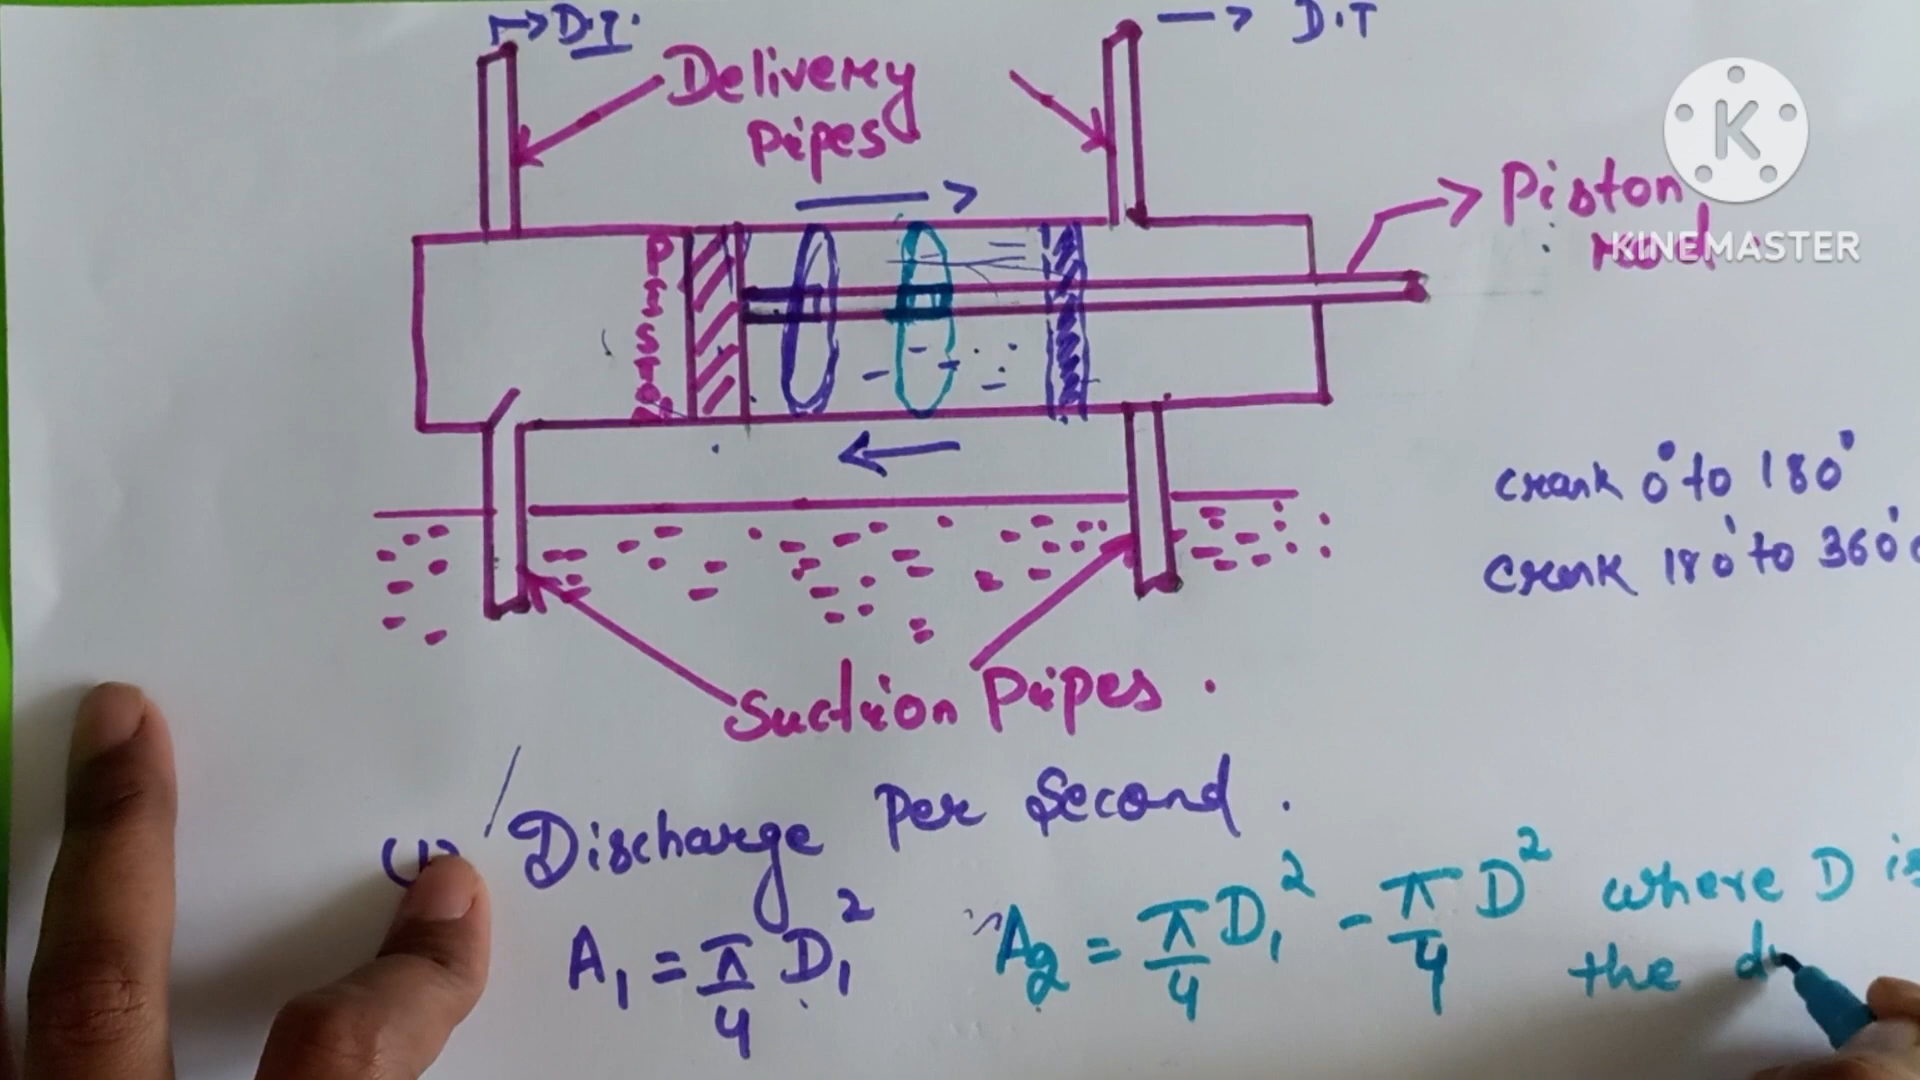 D.T.
D.T
Delivery
Pipes
Piston
rod
K
KINEMASTER
Piston
crank 0° to 180°
crank 180° to 360°
Suction Pipes .
(1) Discharge Per Second .
A₁ = π/4 D₁²
A₂ = π/4 D₁² - π/4 D² where D is
the